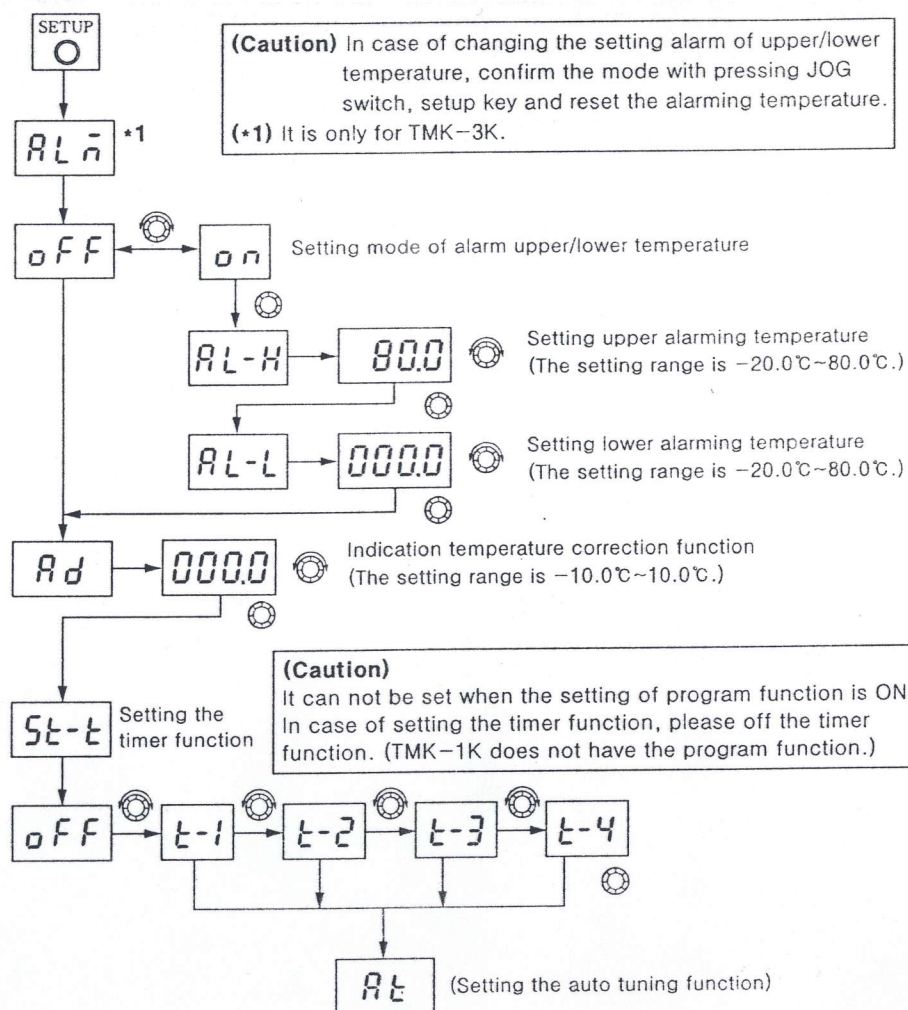 SETUP
(Caution) In case of changing the setting alarm of upper/lower
temperature, confirm the mode with pressing JOG
switch, setup key and reset the alarming temperature.
(*1) It is only for TMK-3K.
AL n̄ *1
oFF
on
Setting mode of alarm upper/lower temperature
AL-H
80.0
Setting upper alarming temperature
(The setting range is -20.0℃~80.0℃.)
AL-L
000.0
Setting lower alarming temperature
(The setting range is -20.0℃~80.0℃.)
Ad
000.0
Indication temperature correction function
(The setting range is -10.0℃~10.0℃.)
(Caution)
It can not be set when the setting of program function is ON
In case of setting the timer function, please off the timer
function. (TMK-1K does not have the program function.)
St-t
Setting the
timer function
oFF
t-1
t-2
t-3
t-4
At
(Setting the auto tuning function)